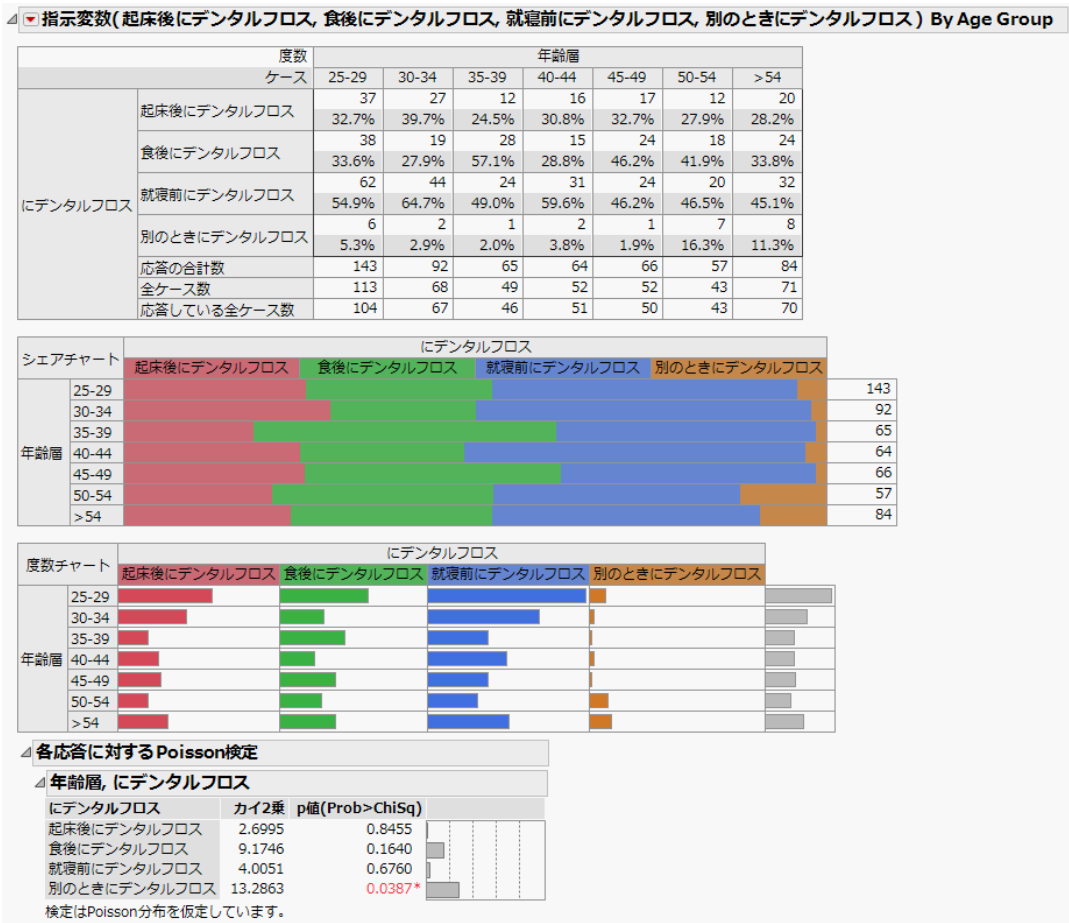 指示変数(起床後にデンタルフロス, 食後にデンタルフロス, 就寝前にデンタルフロス, 別のときにデンタルフロス) By Age Group
度数 年齢層
ケース 25-29 30-34 35-39 40-44 45-49 50-54 >54
にデンタルフロス
起床後にデンタルフロス 37 27 12 16 17 12 20
32.7% 39.7% 24.5% 30.8% 32.7% 27.9% 28.2%
食後にデンタルフロス 38 19 28 15 24 18 24
33.6% 27.9% 57.1% 28.8% 46.2% 41.9% 33.8%
就寝前にデンタルフロス 62 44 24 31 24 20 32
54.9% 64.7% 49.0% 59.6% 46.2% 46.5% 45.1%
別のときにデンタルフロス 6 2 1 2 1 7 8
5.3% 2.9% 2.0% 3.8% 1.9% 16.3% 11.3%
応答の合計数 143 92 65 64 66 57 84
全ケース数 113 68 49 52 52 43 71
応答している全ケース数 104 67 46 51 50 43 70
シェアチャート にデンタルフロス
起床後にデンタルフロス 食後にデンタルフロス 就寝前にデンタルフロス 別のときにデンタルフロス
年齢層
25-29 143
30-34 92
35-39 65
40-44 64
45-49 66
50-54 57
>54 84
度数チャート にデンタルフロス
起床後にデンタルフロス 食後にデンタルフロス 就寝前にデンタルフロス 別のときにデンタルフロス
年齢層
25-29
30-34
35-39
40-44
45-49
50-54
>54
各応答に対するPoisson検定
年齢層, にデンタルフロス
にデンタルフロス カイ2乗 p値(Prob>ChiSq)
起床後にデンタルフロス 2.6995 0.8455
食後にデンタルフロス 9.1746 0.1640
就寝前にデンタルフロス 4.0051 0.6760
別のときにデンタルフロス 13.2863 0.0387*
検定はPoisson分布を仮定しています。